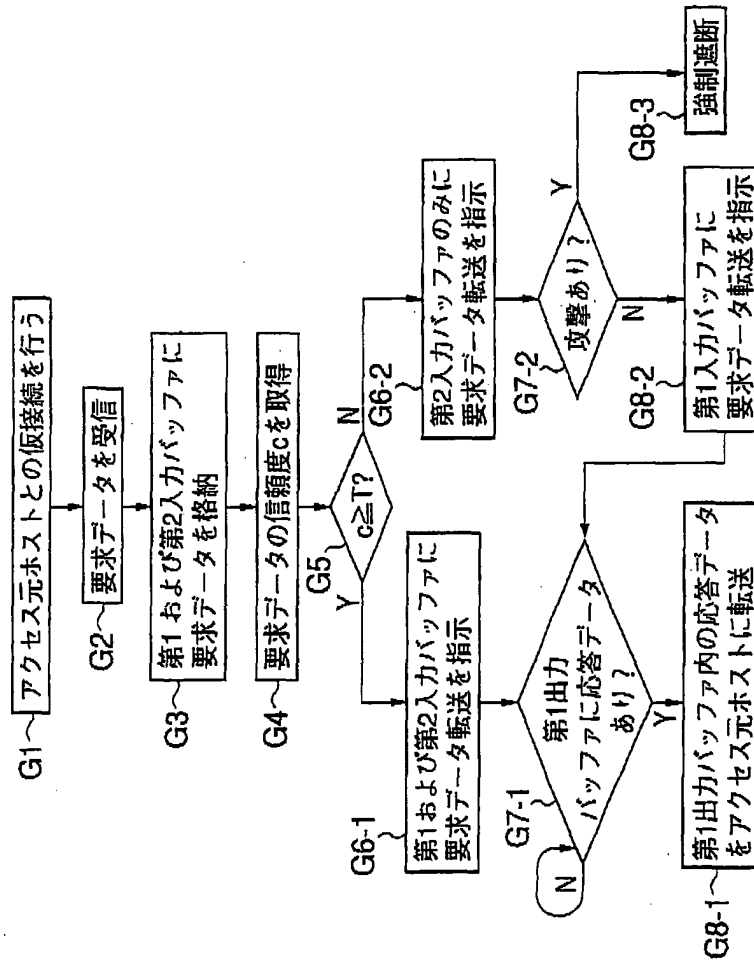 G1
アクセス元ホストとの仮接続を行う
G2
要求データを受信
G3
第1および第2入力バッファに
要求データを格納
G4
要求データの信頼度cを取得
G5
c≧T?
Y
N
G6-1
第1および第2入力バッファに
要求データ転送を指示
G6-2
第2入力バッファのみに
要求データ転送を指示
G7-1
第1出力
バッファに応答データ
あり？
N
Y
G7-2
攻撃あり？
Y
N
G8-1
第1出力バッファ内の応答データ
をアクセス元ホストに転送
G8-2
第1入力バッファに
要求データ転送を指示
G8-3
強制遮断